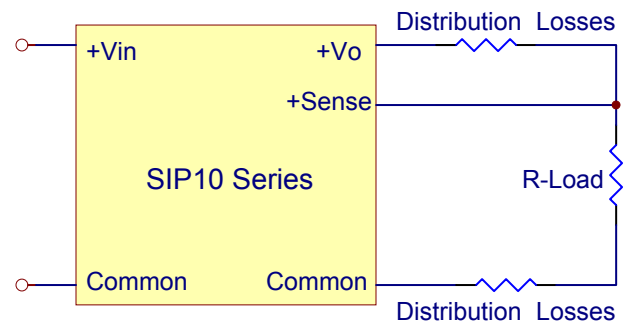 Distribution Losses
+Vin
+Vo
+Sense
SIP10 Series
R-Load
Common
Common
Distribution Losses